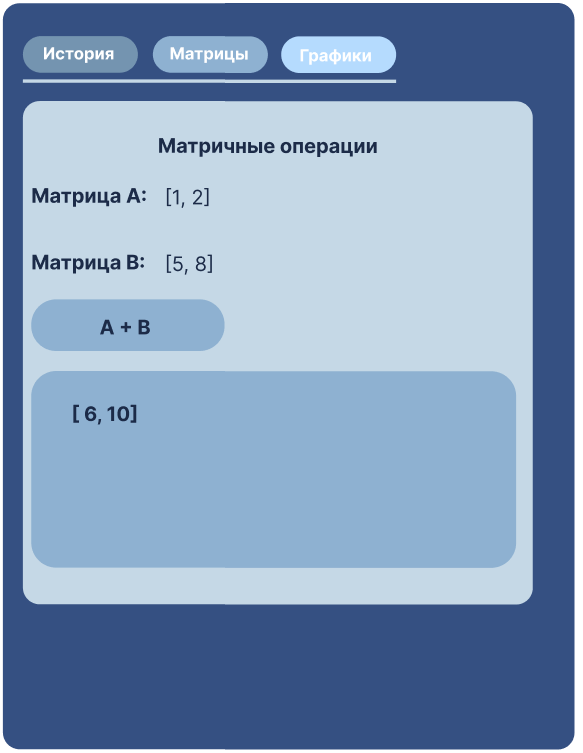 История Матрицы Графики
Матричные операции
Матрица А: [1, 2]
Матрица В: [5, 8]
А + В
[ 6, 10]